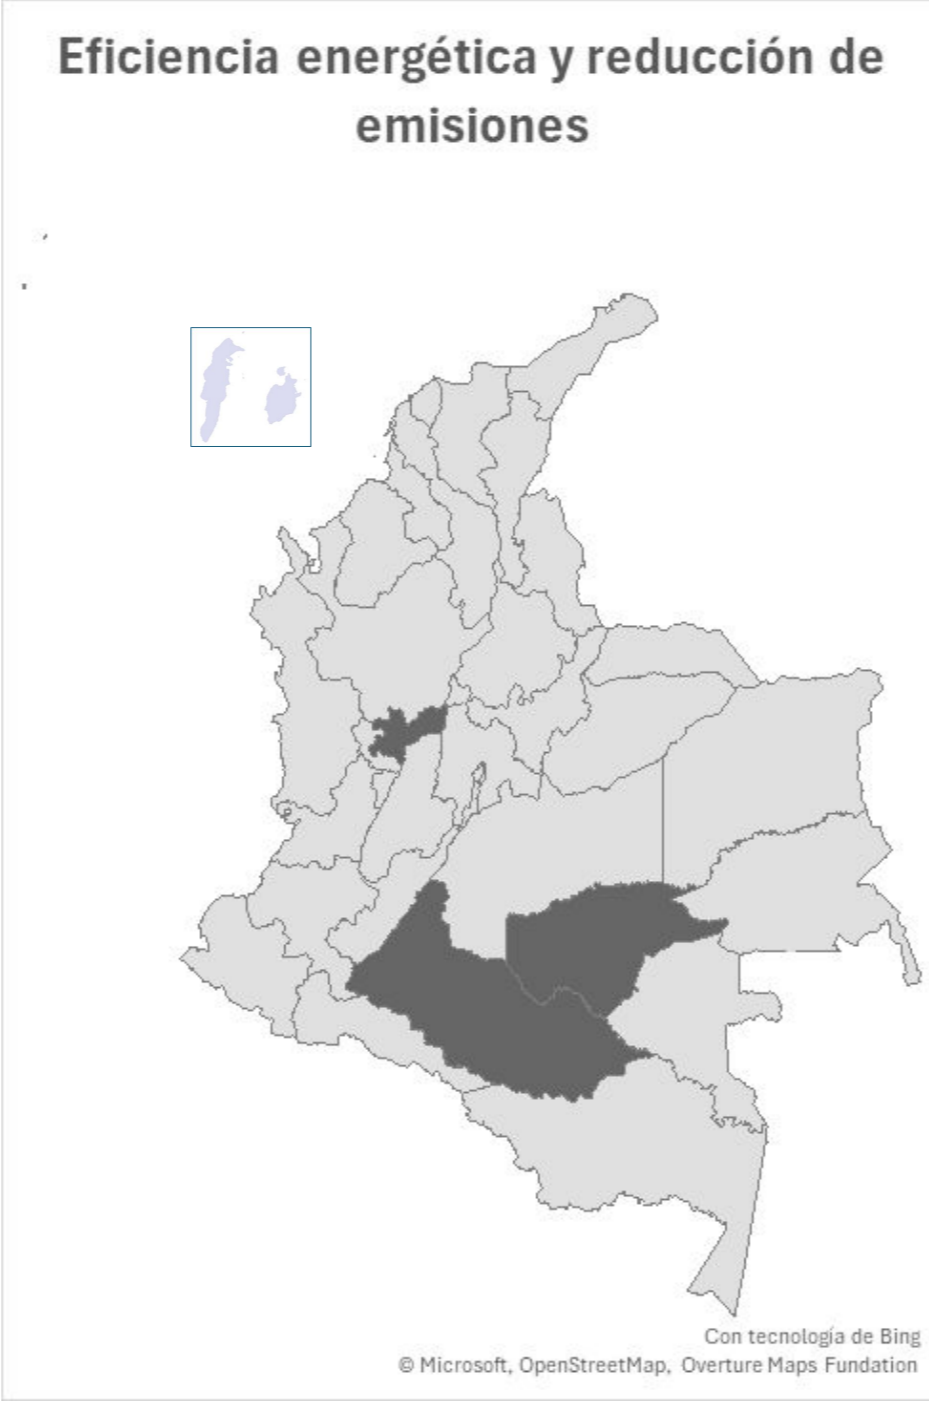 Eficiencia energética y reducción de
emisiones
Con tecnología de Bing
© Microsoft, OpenStreetMap, Overture Maps Fundation